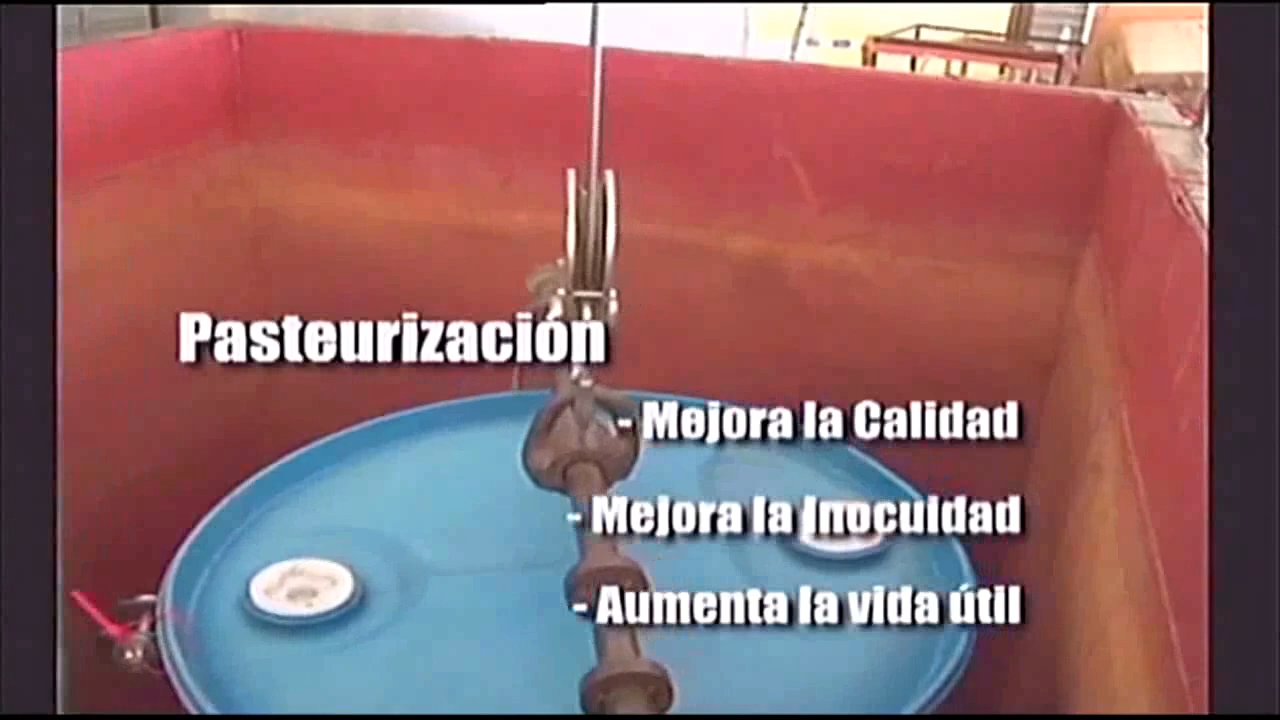 Pasteurización
- Mejora la Calidad
- Mejora la Inocuidad
- Aumenta la vida útil